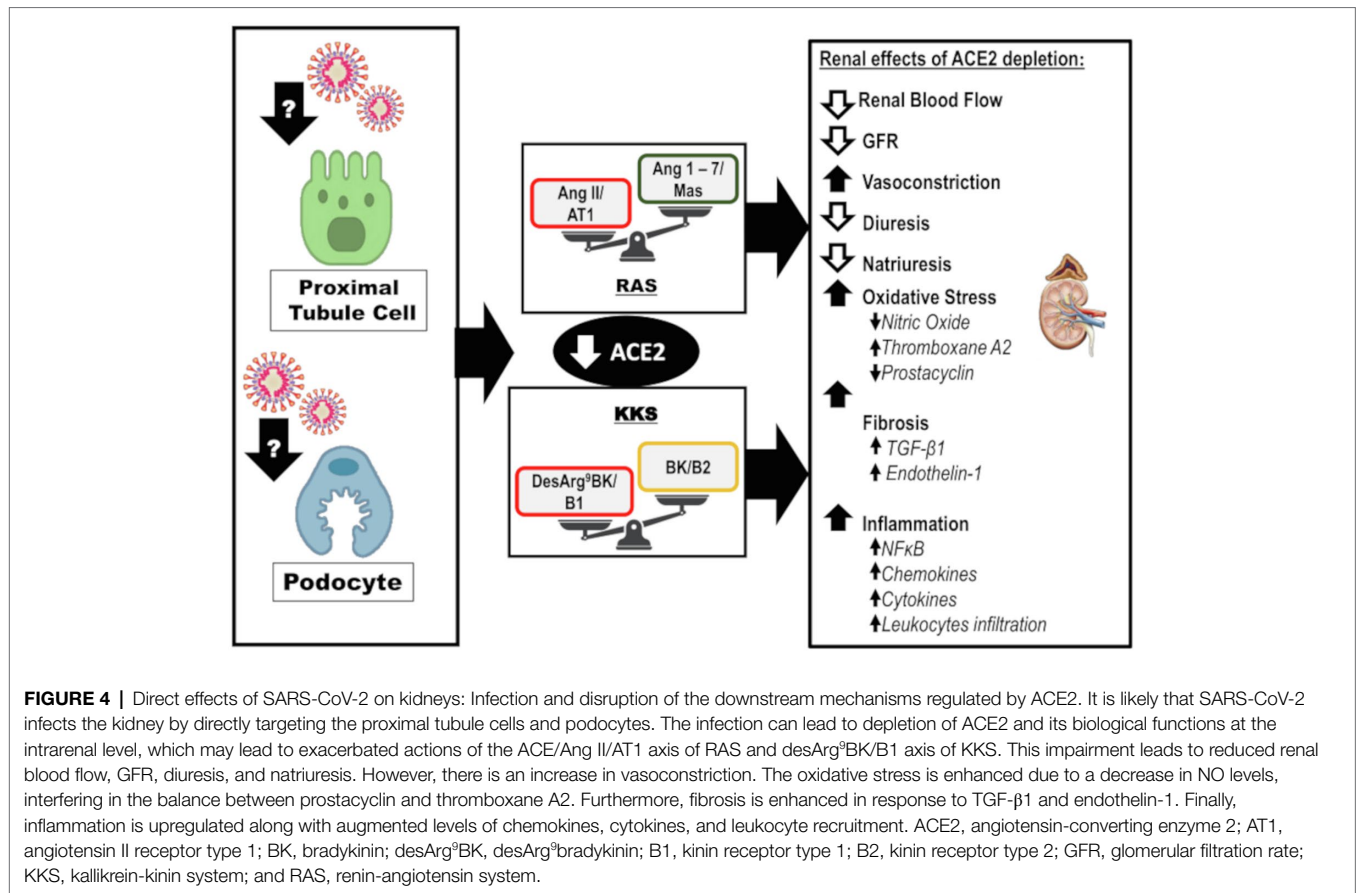 ?
Proximal
Tubule Cell
?
Podocyte
Ang II/
AT1
Ang 1 – 7/
Mas
RAS
ACE2
KKS
DesArg⁹BK/
B1
BK/B2
Renal effects of ACE2 depletion:
Renal Blood Flow
GFR
Vasoconstriction
Diuresis
Natriuresis
Oxidative Stress
Nitric Oxide
Thromboxane A2
Prostacyclin
Fibrosis
TGF-β1
Endothelin-1
Inflammation
NFκB
Chemokines
Cytokines
Leukocytes infiltration
FIGURE 4 | Direct effects of SARS-CoV-2 on kidneys: Infection and disruption of the downstream mechanisms regulated by ACE2. It is likely that SARS-CoV-2
infects the kidney by directly targeting the proximal tubule cells and podocytes. The infection can lead to depletion of ACE2 and its biological functions at the
intrarenal level, which may lead to exacerbated actions of the ACE/Ang II/AT1 axis of RAS and desArg⁹BK/B1 axis of KKS. This impairment leads to reduced renal
blood flow, GFR, diuresis, and natriuresis. However, there is an increase in vasoconstriction. The oxidative stress is enhanced due to a decrease in NO levels,
interfering in the balance between prostacyclin and thromboxane A2. Furthermore, fibrosis is enhanced in response to TGF-β1 and endothelin-1. Finally,
inflammation is upregulated along with augmented levels of chemokines, cytokines, and leukocyte recruitment. ACE2, angiotensin-converting enzyme 2; AT1,
angiotensin II receptor type 1; BK, bradykinin; desArg⁹BK, desArg⁹bradykinin; B1, kinin receptor type 1; B2, kinin receptor type 2; GFR, glomerular filtration rate;
KKS, kallikrein-kinin system; and RAS, renin-angiotensin system.